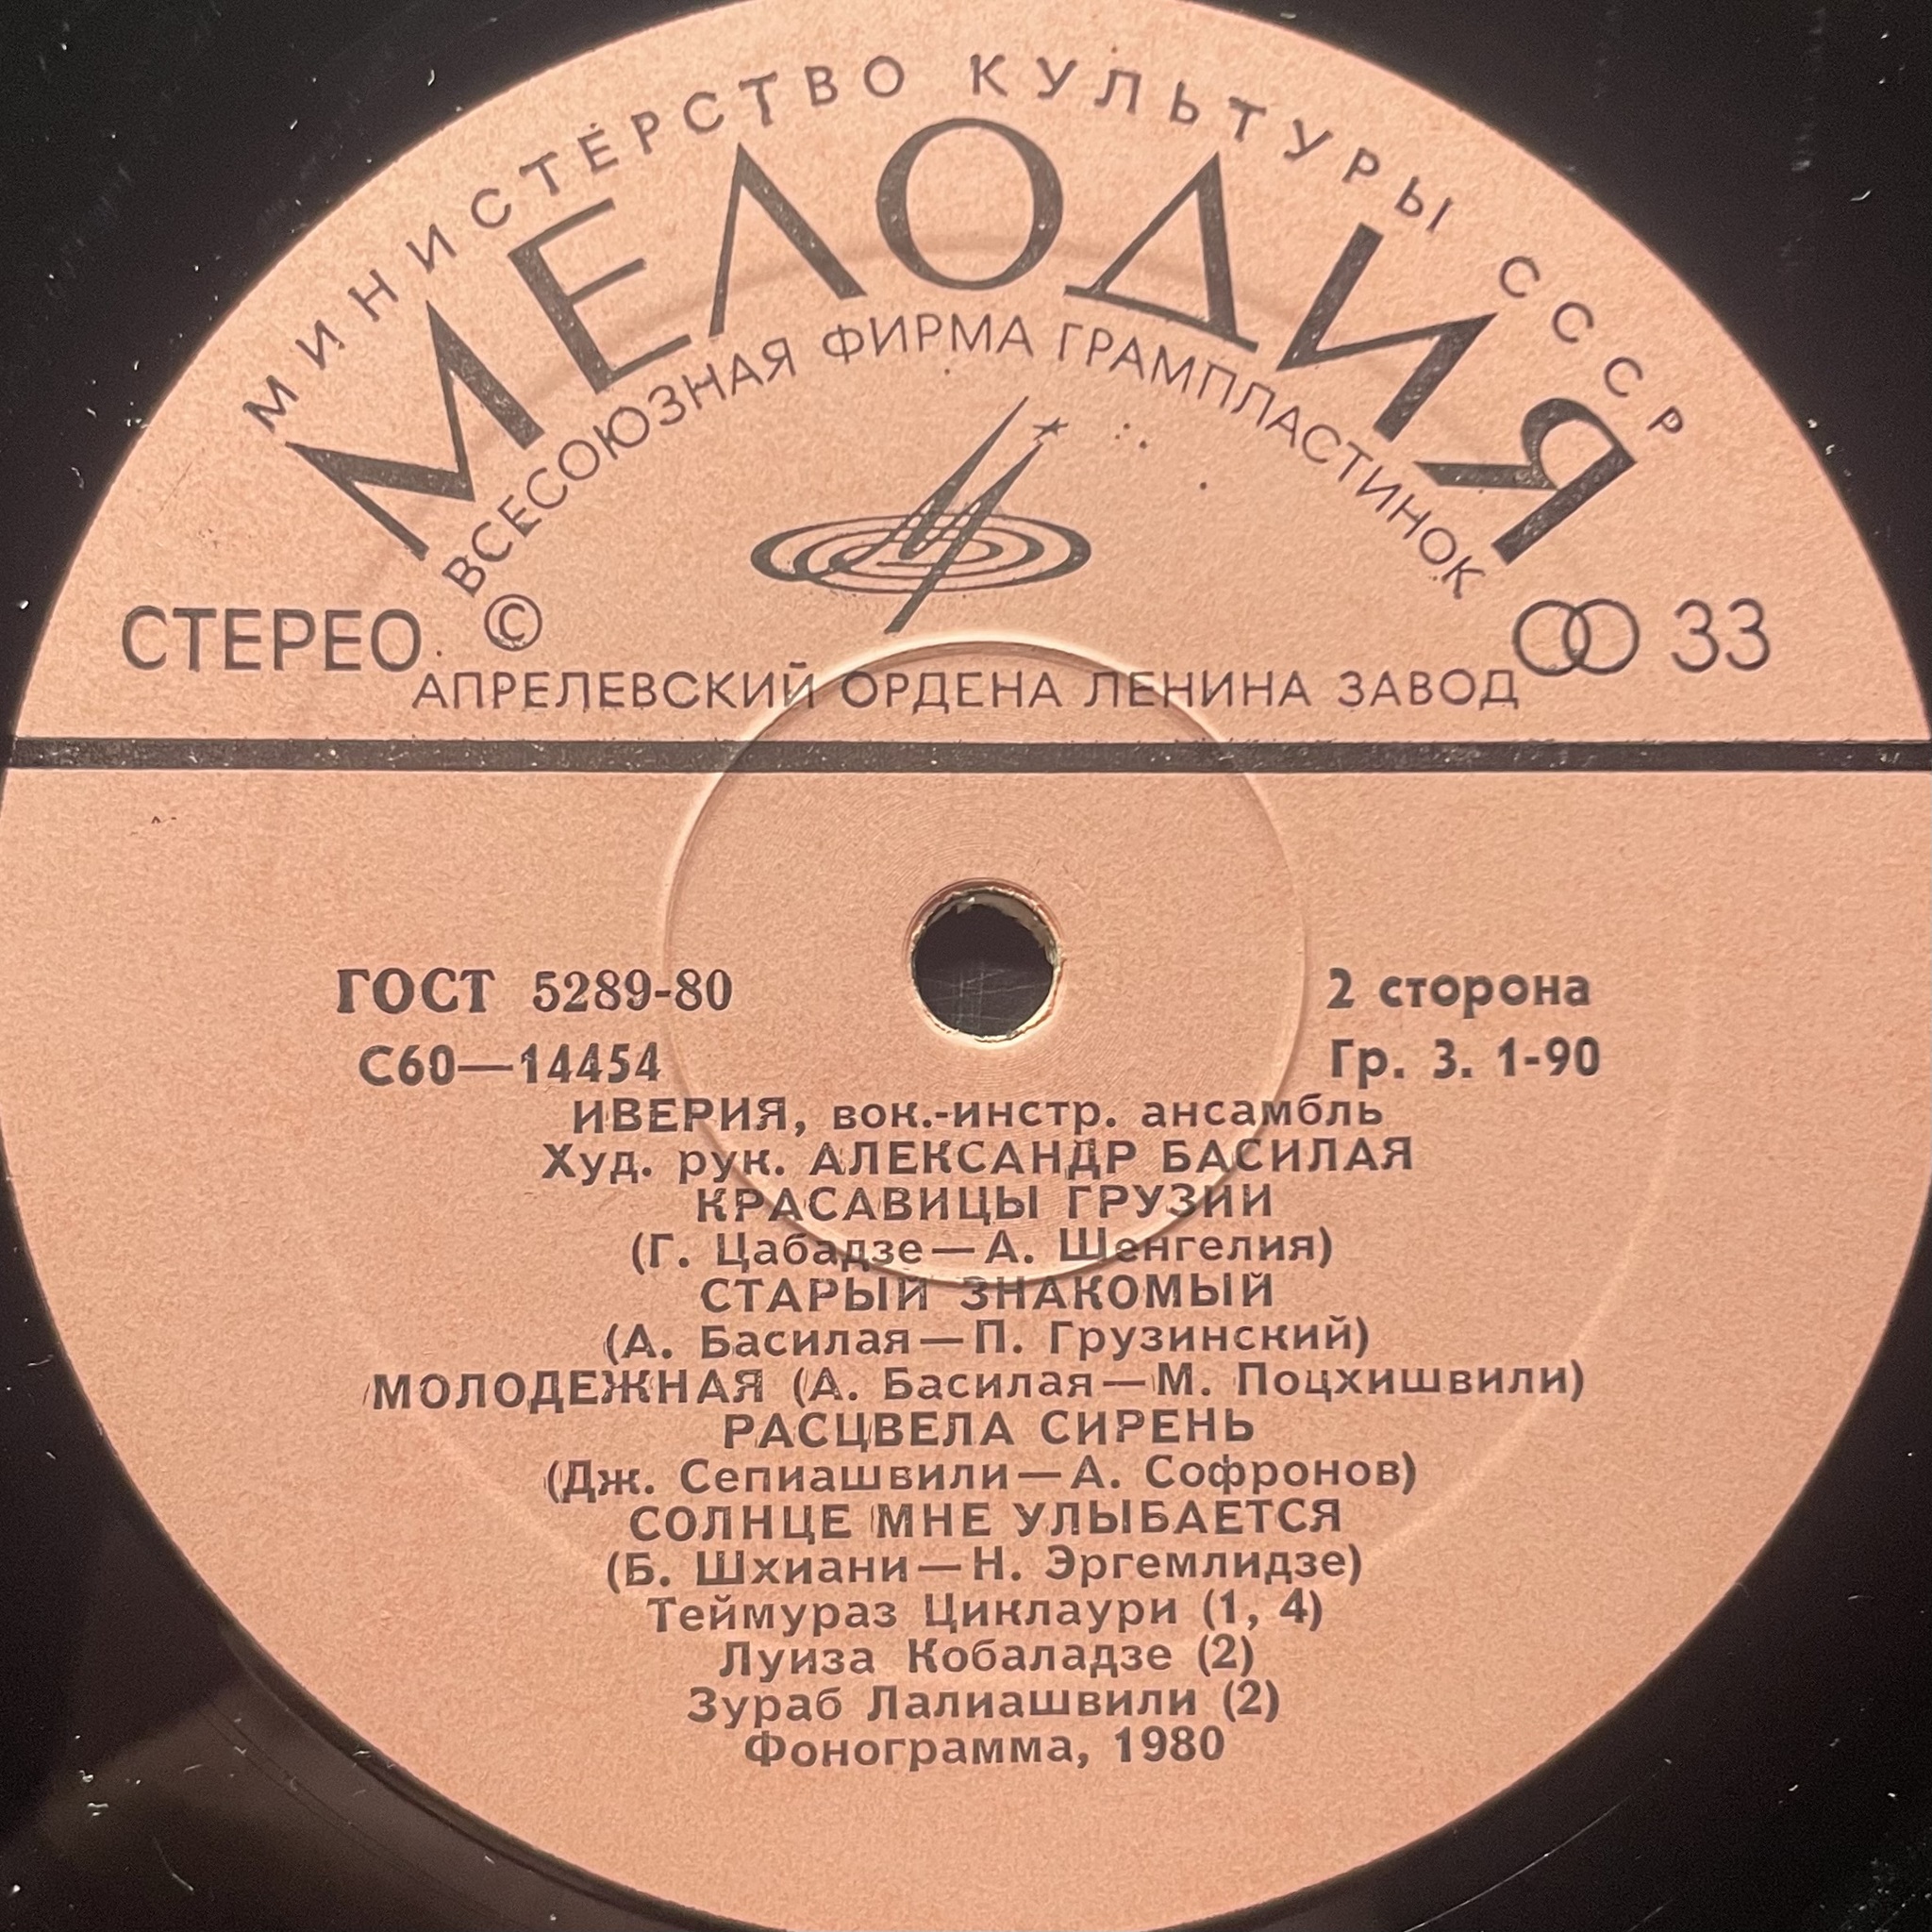 МИНИСТЕРСТВО КУЛЬТУРЫ СССР
МЕЛОДИЯ
ВСЕСОЮЗНАЯ ФИРМА ГРАМПЛАСТИНОК
СТЕРЕО © 33
АПРЕЛЕВСКИЙ ОРДЕНА ЛЕНИНА ЗАВОД
ГОСТ 5289-80 2 сторона
С60—14454 Гр. 3. 1-90
ИВЕРИЯ, вок.-инстр. ансамбль
Худ. рук. АЛЕКСАНДР БАСИЛАЯ
КРАСАВИЦЫ ГРУЗИИ
(Г. Цабадзе—А. Шенгелия)
СТАРЫЙ ЗНАКОМЫЙ
(А. Басилая—П. Грузинский)
МОЛОДЕЖНАЯ (А. Басилая—М. Поцхишвили)
РАСЦВЕЛА СИРЕНЬ
(Дж. Сепиашвили—А. Софронов)
СОЛНЦЕ МНЕ УЛЫБАЕТСЯ
(Б. Шхиани—Н. Эргемлидзе)
Теймураз Циклаури (1, 4)
Луиза Кобаладзе (2)
Зураб Лалиашвили (2)
Фонограмма, 1980